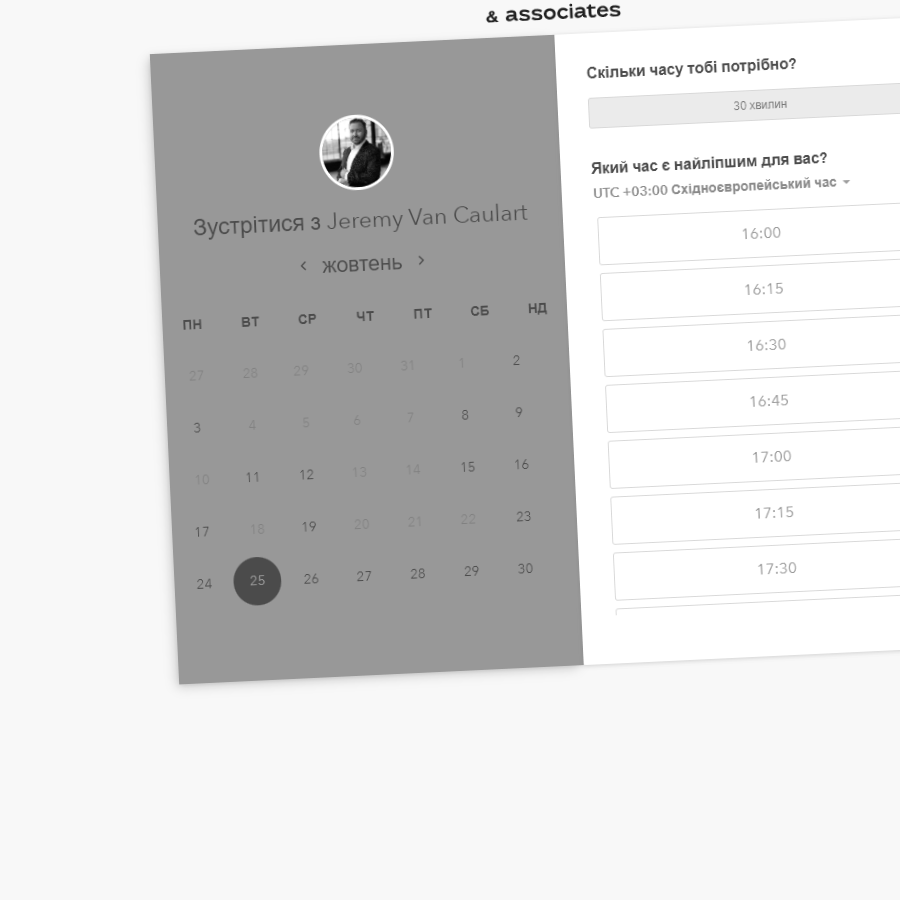 & associates
Зустрітися з Jeremy Van Caulart
жовтень
ПН ВТ СР ЧТ ПТ СБ НД
27 28 29 30 31 1 2
3 4 5 6 7 8 9
10 11 12 13 14 15 16
17 18 19 20 21 22 23
24 25 26 27 28 29 30
Скільки часу тобі потрібно?
30 хвилин
Який час є найліпшим для вас?
UTC +03:00 Східноєвропейський час
16:00
16:15
16:30
16:45
17:00
17:15
17:30